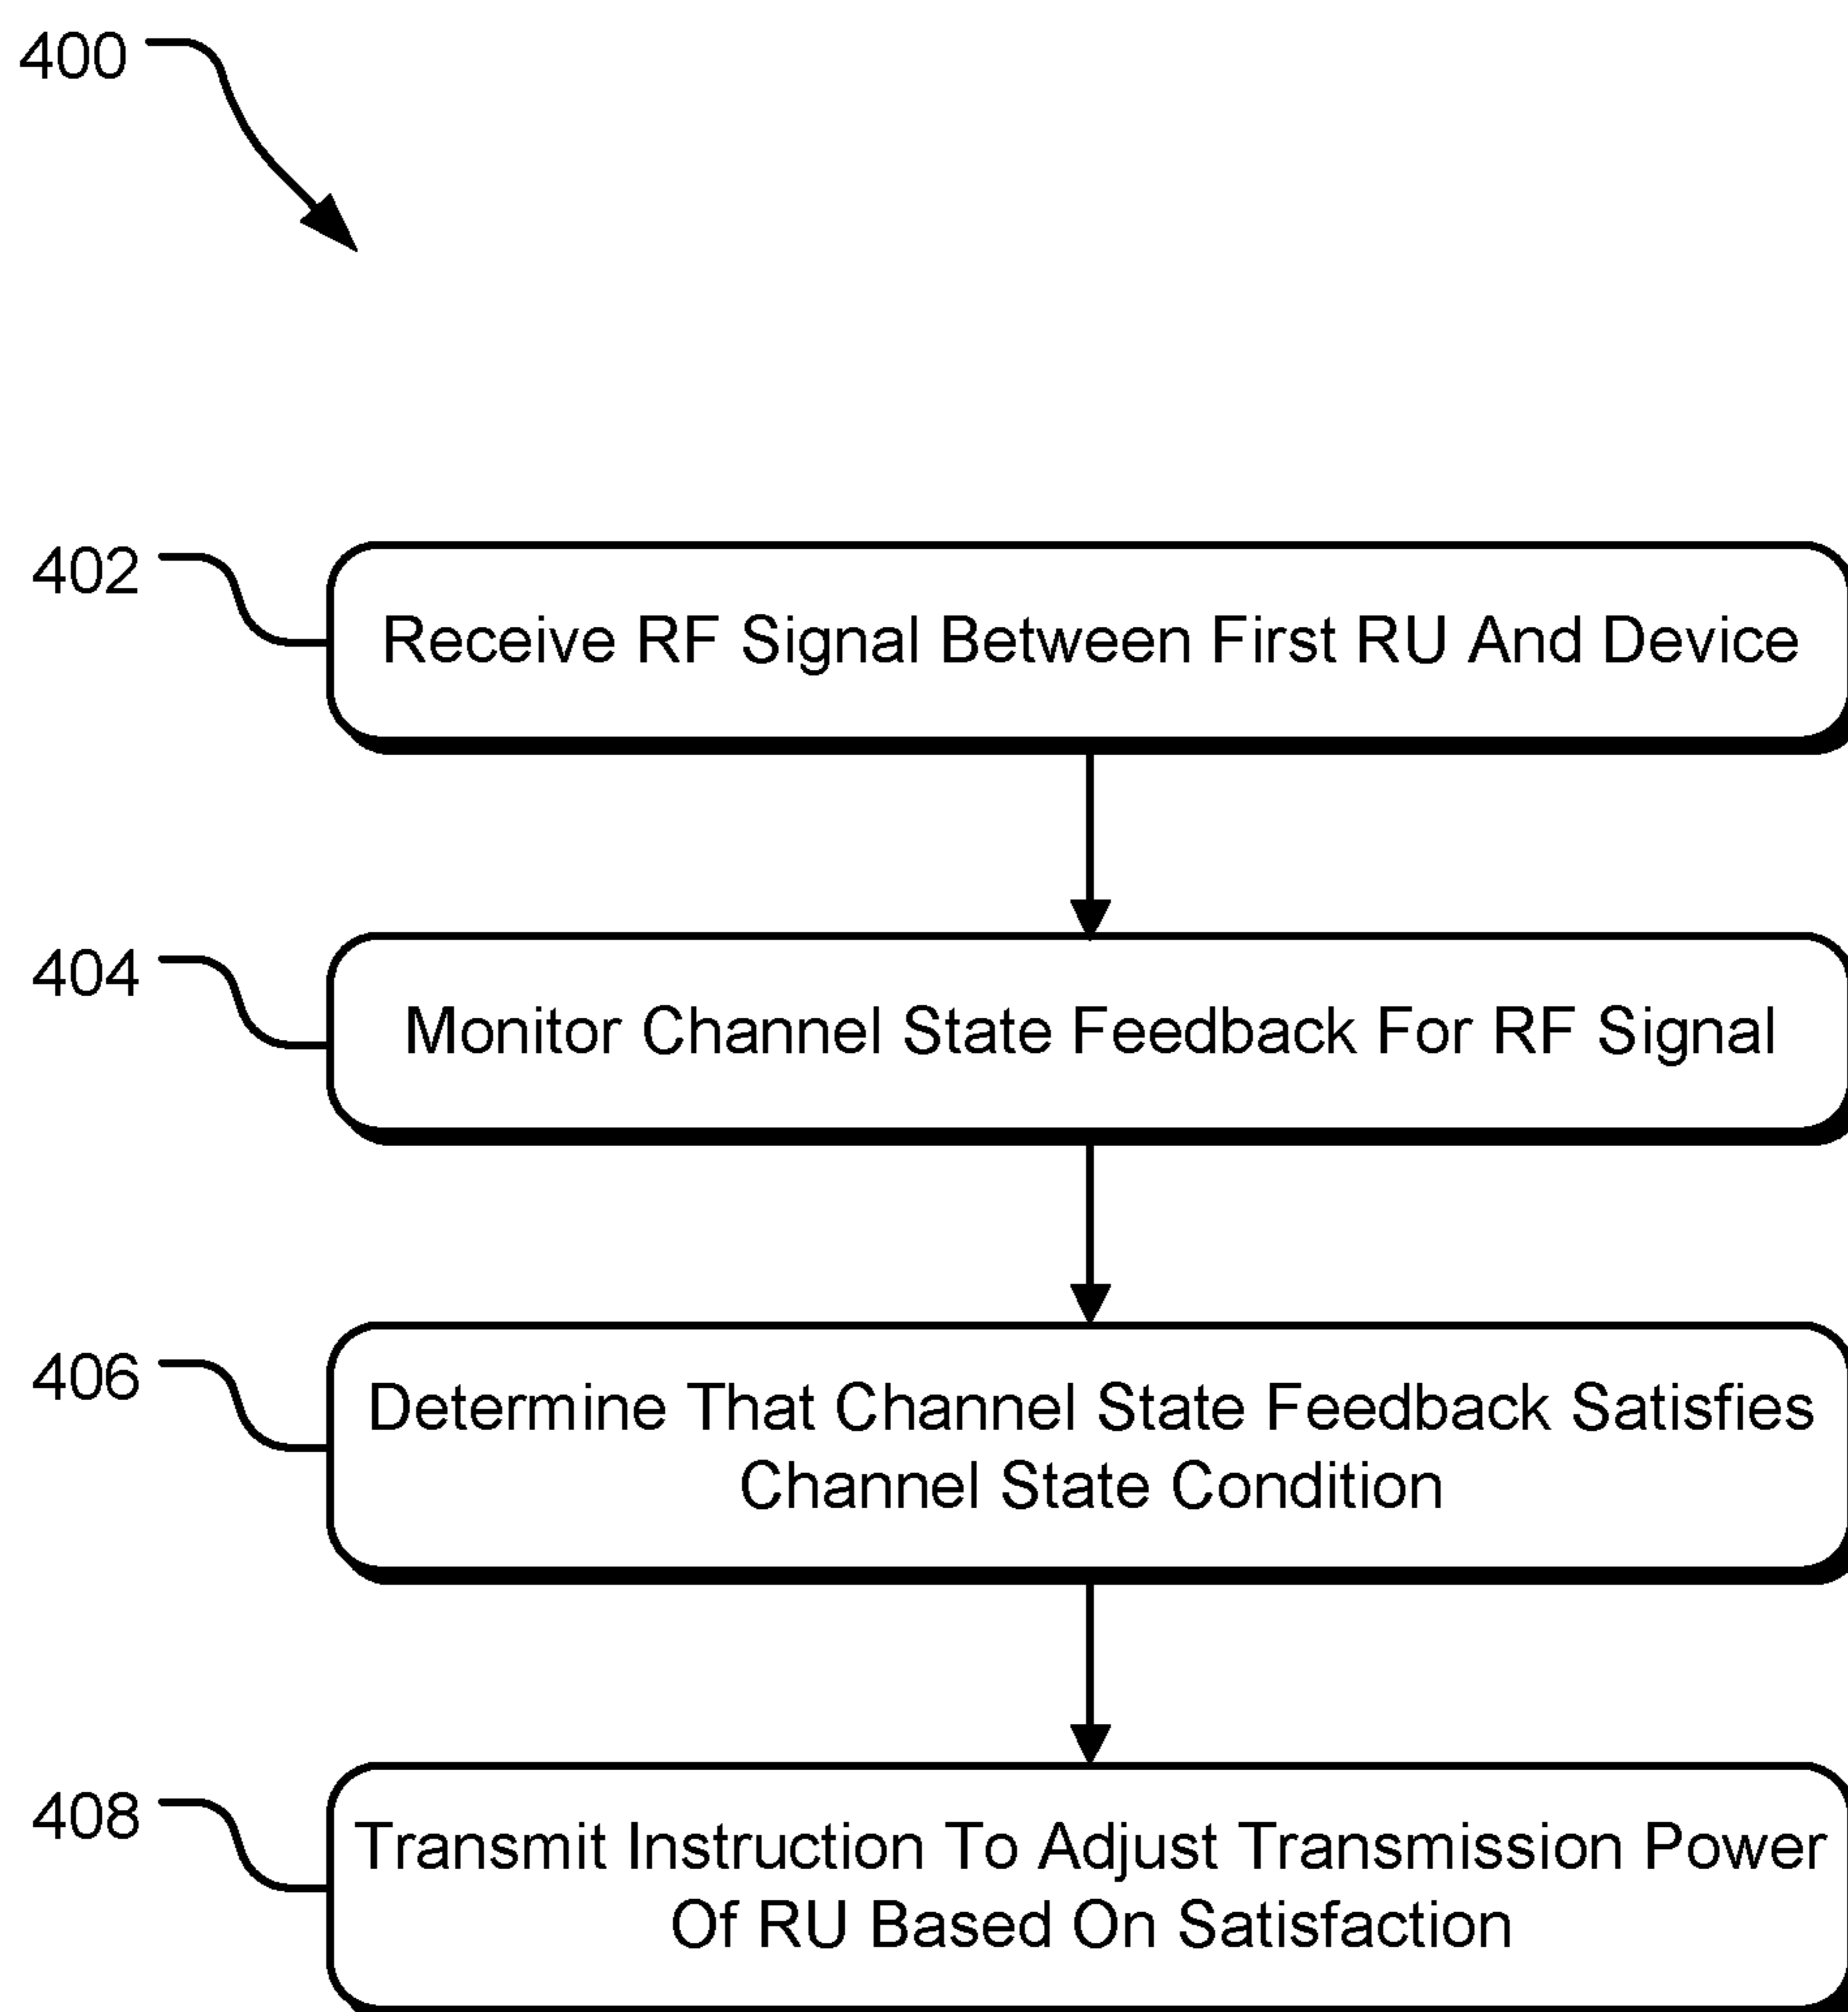 400
402
Receive RF Signal Between First RU And Device
404
Monitor Channel State Feedback For RF Signal
406
Determine That Channel State Feedback Satisfies
Channel State Condition
408
Transmit Instruction To Adjust Transmission Power
Of RU Based On Satisfaction